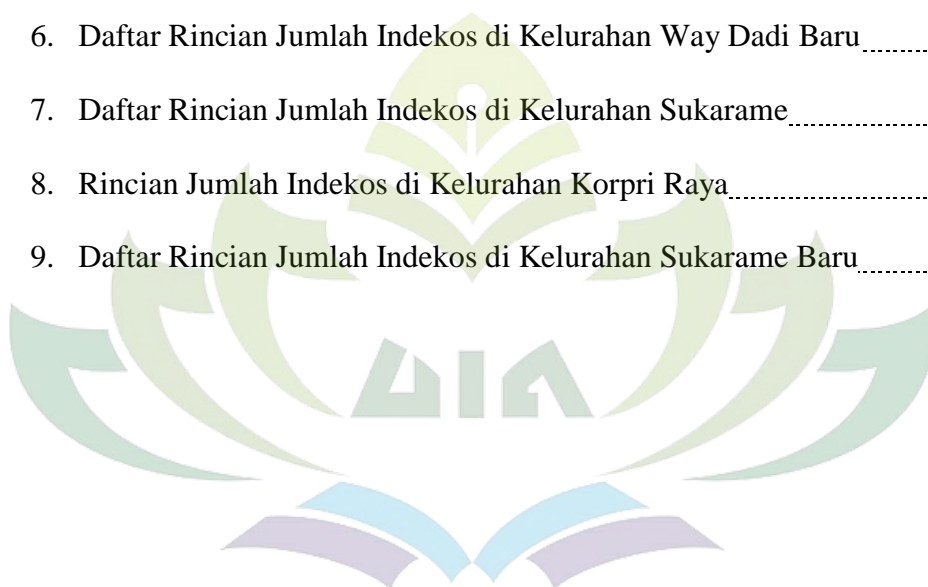 6. Daftar Rincian Jumlah Indekos di Kelurahan Way Dadi Baru
7. Daftar Rincian Jumlah Indekos di Kelurahan Sukarame
8. Rincian Jumlah Indekos di Kelurahan Korpri Raya
9. Daftar Rincian Jumlah Indekos di Kelurahan Sukarame Baru
UIN